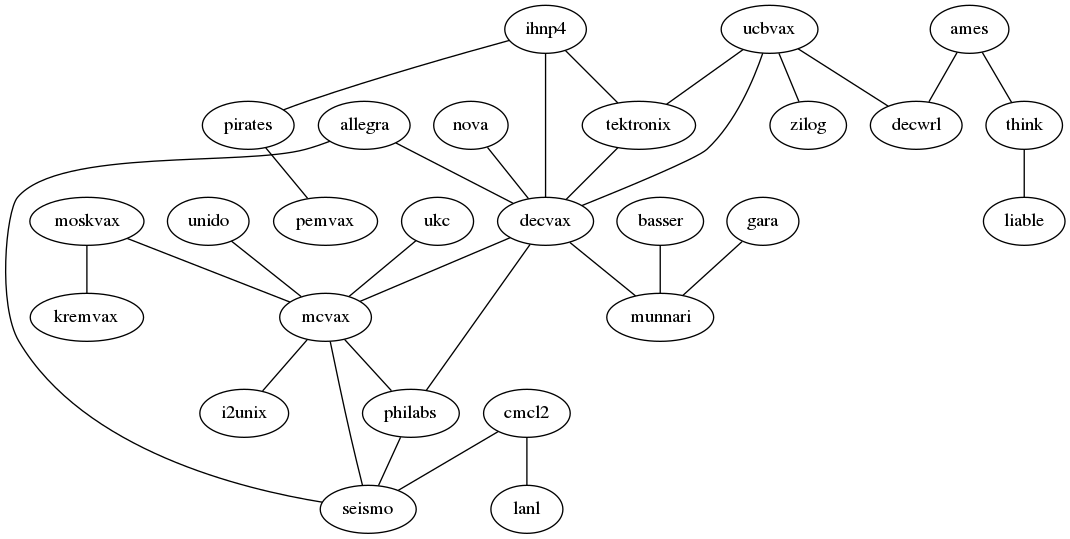 ihnp4 ucbvax ames
pirates allegra nova tektronix zilog decwrl think
moskvax unido pemvax ukc decvax basser gara liable
kremvax mcvax munnari
i2unix philabs cmcl2
seismo lanl